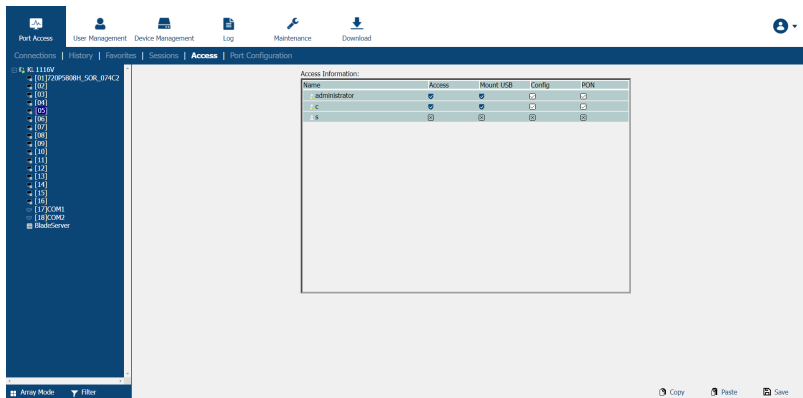 Port Access
User Management
Device Management
Log
Maintenance
Download
Connections | History | Favorites | Sessions | Access | Port Configuration
KL 1116V
[01]720P5808H_SOR_074C2
[02]
[03]
[04]
[05]
[06]
[07]
[08]
[09]
[10]
[11]
[12]
[13]
[14]
[15]
[16]
[17]COM1
[18]COM2
BladeServer
Access Information:
Name Access Mount USB Config PON
administrator
c
s
Array Mode
Filter
Copy
Paste
Save